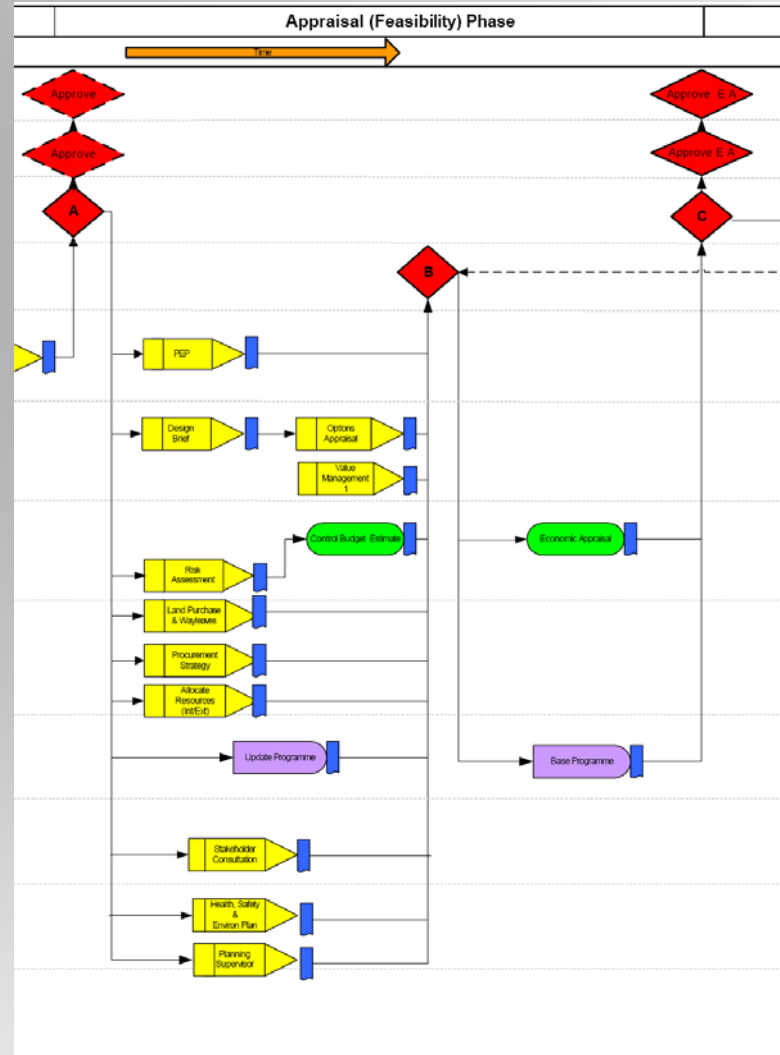 Appraisal (Feasibility) Phase
Time
Approve
Approve E A
Approve
Approve E A
A
C
B
PEP
Design
Brief
Options
Appraisal
Value
Management
1
Control Budget Estimate
Economic Appraisal
Risk
Assessment
Land Purchase
& Wayleaves
Procurement
Strategy
Allocate
Resources
(Int/Ext)
Update Programme
Base Programme
Stakeholder
Consultation
Health, Safety
&
Environ Plan
Planning
Supervisor